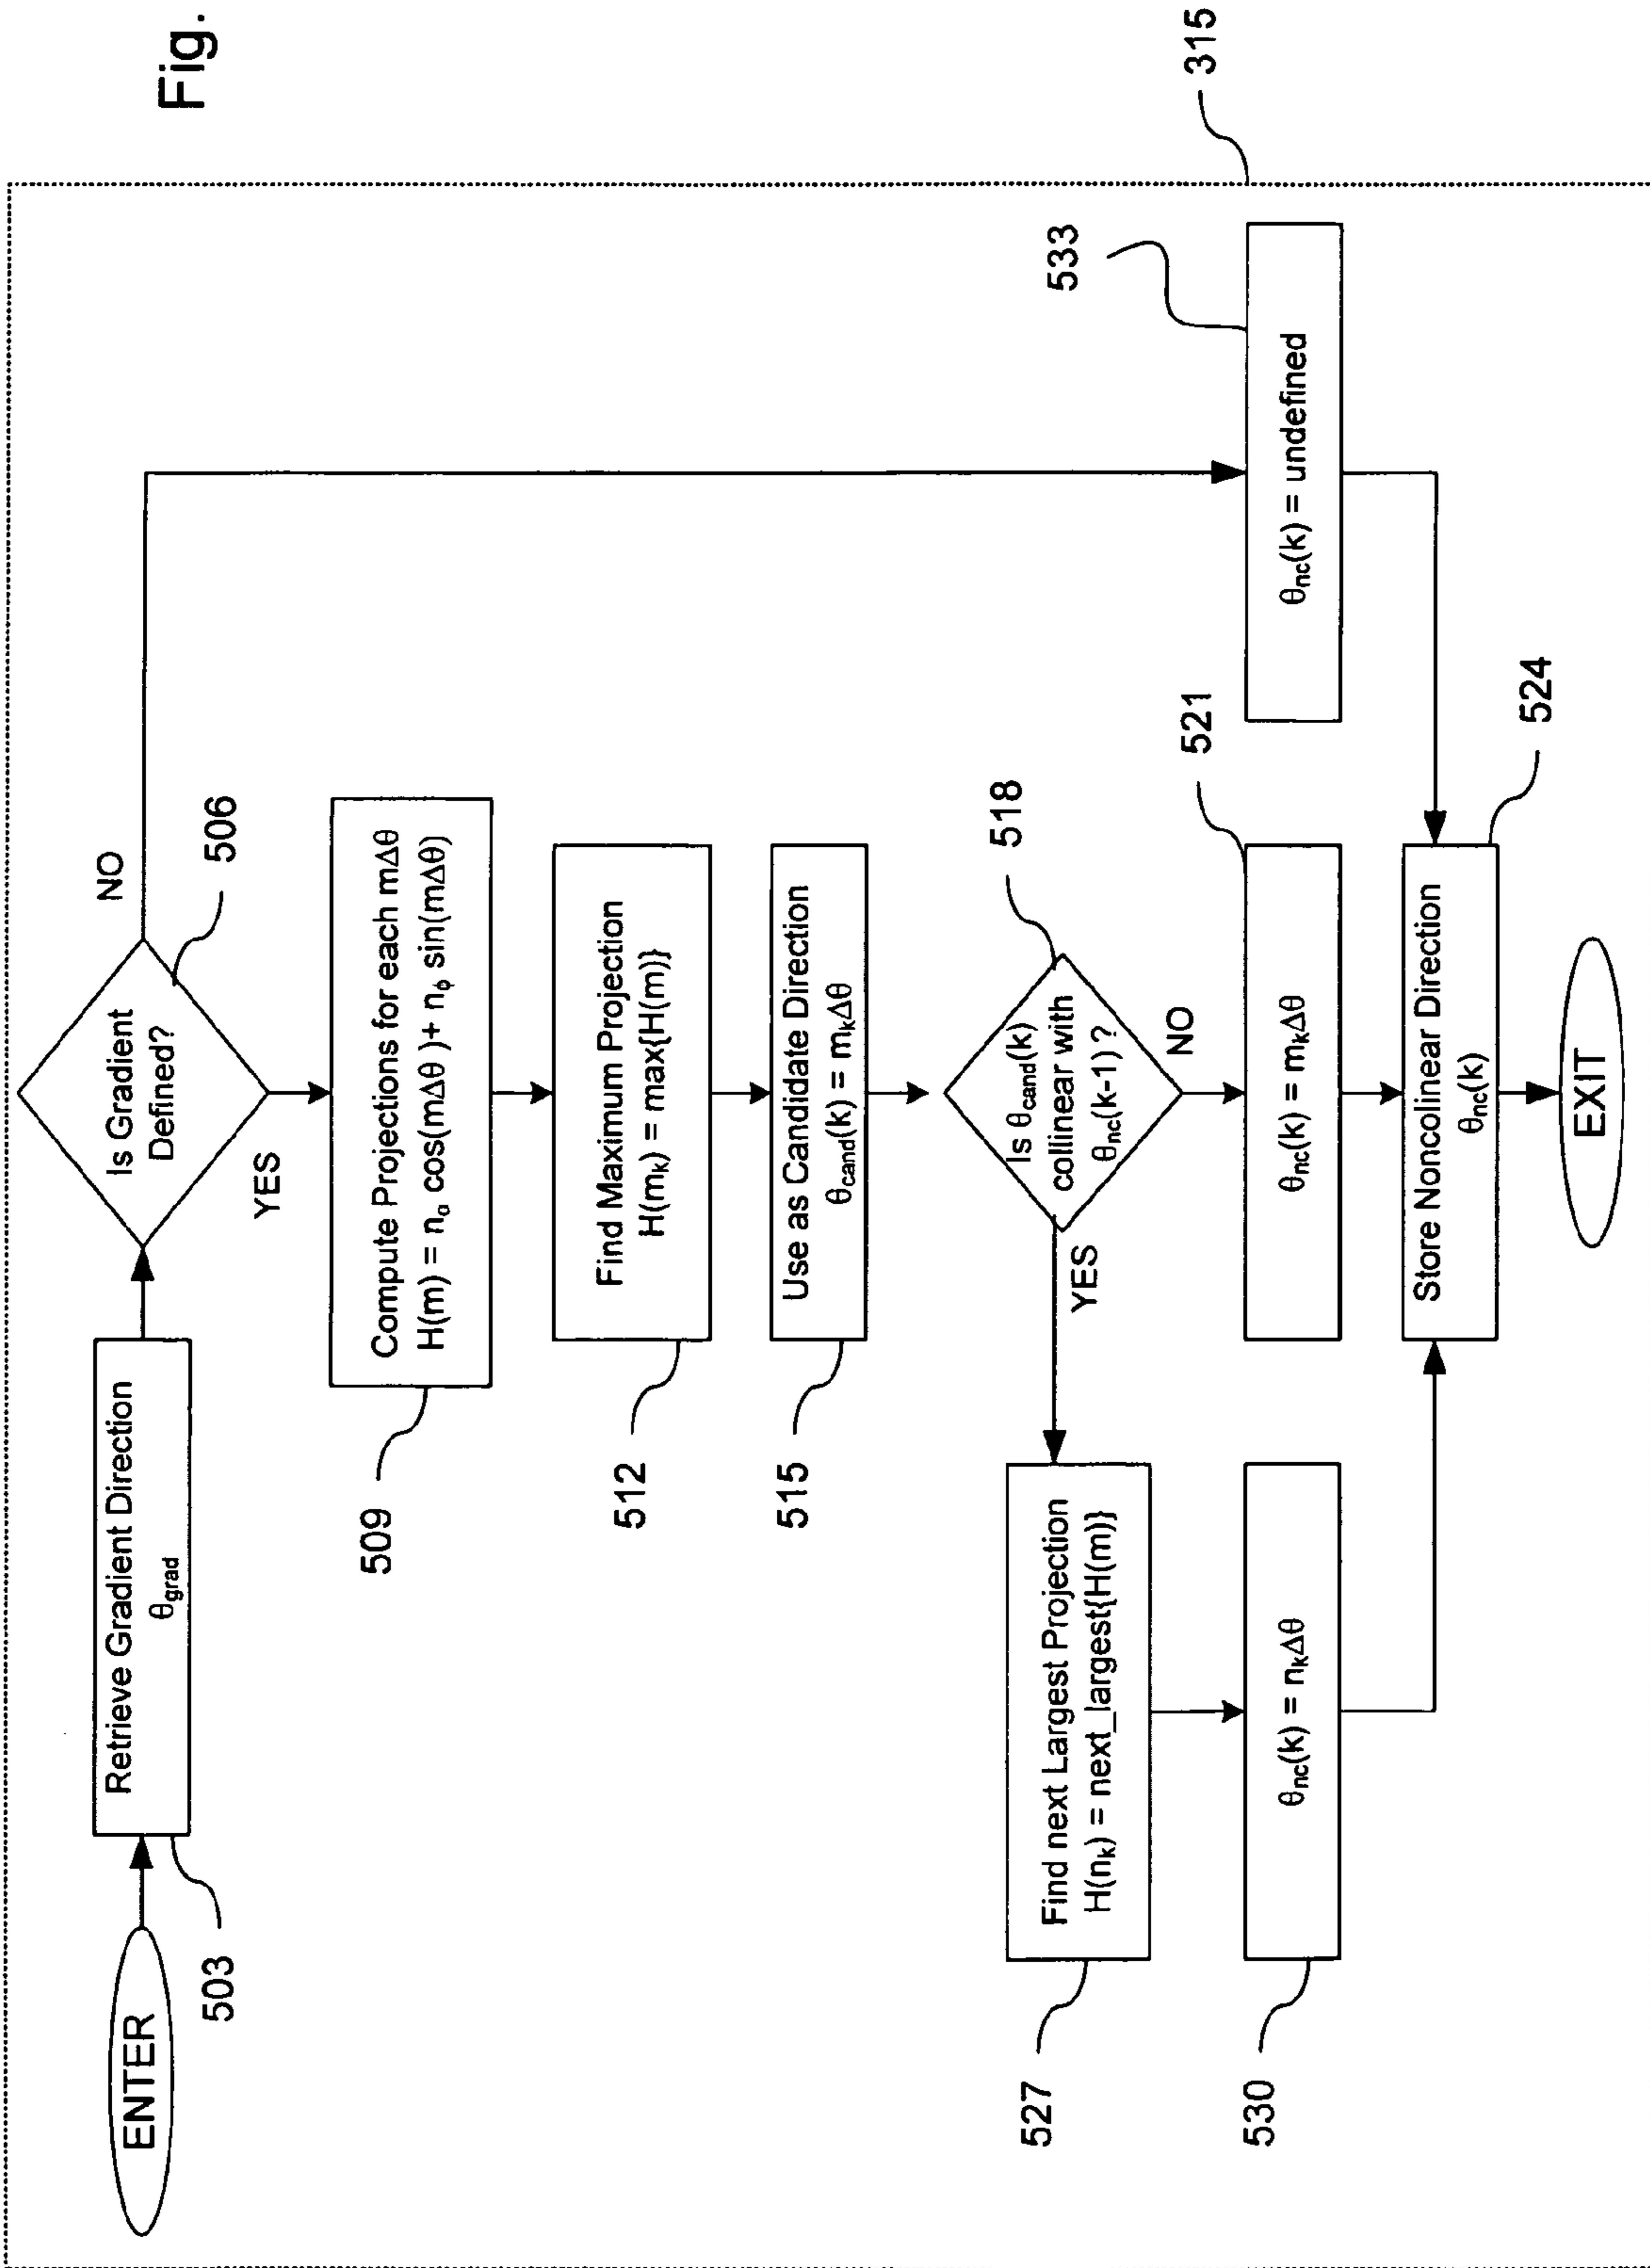 Fig.
315
ENTER
503
Retrieve Gradient Direction
θgrad
Is Gradient
Defined?
506
NO
YES
Compute Projections for each mΔθ
H(m) = nα cos(mΔθ)+ nϕ sin(mΔθ)
509
Find Maximum Projection
H(mk) = max{H(m)}
512
Use as Candidate Direction
θcand(k) = mkΔθ
515
Is θcand(k)
collinear with
θnc(k-1) ?
518
YES
NO
Find next Largest Projection
H(nk) = next_largest{H(m)}
527
θnc(k) = nkΔθ
530
θnc(k) = mkΔθ
521
θnc(k) = undefined
533
Store Noncolinear Direction
θnc(k)
524
EXIT